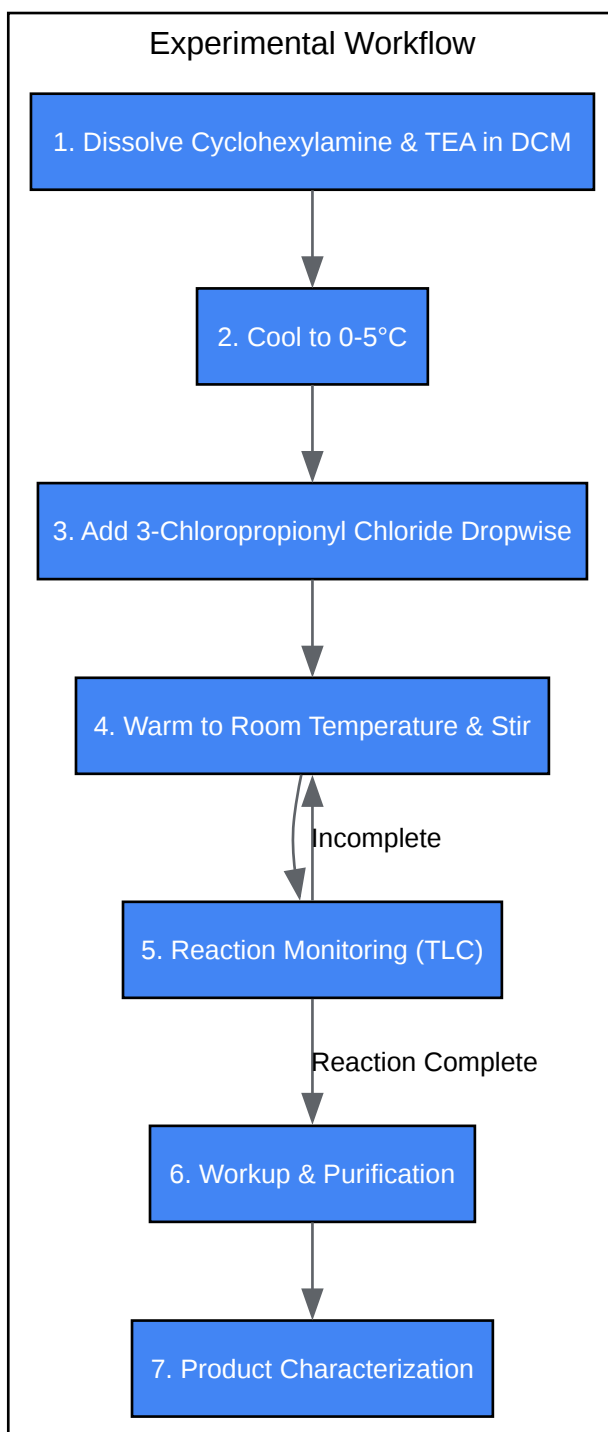 Experimental Workflow
1. Dissolve Cyclohexylamine & TEA in DCM
2. Cool to 0-5°C
3. Add 3-Chloropropionyl Chloride Dropwise
4. Warm to Room Temperature & Stir
Incomplete
5. Reaction Monitoring (TLC)
Reaction Complete
6. Workup & Purification
7. Product Characterization